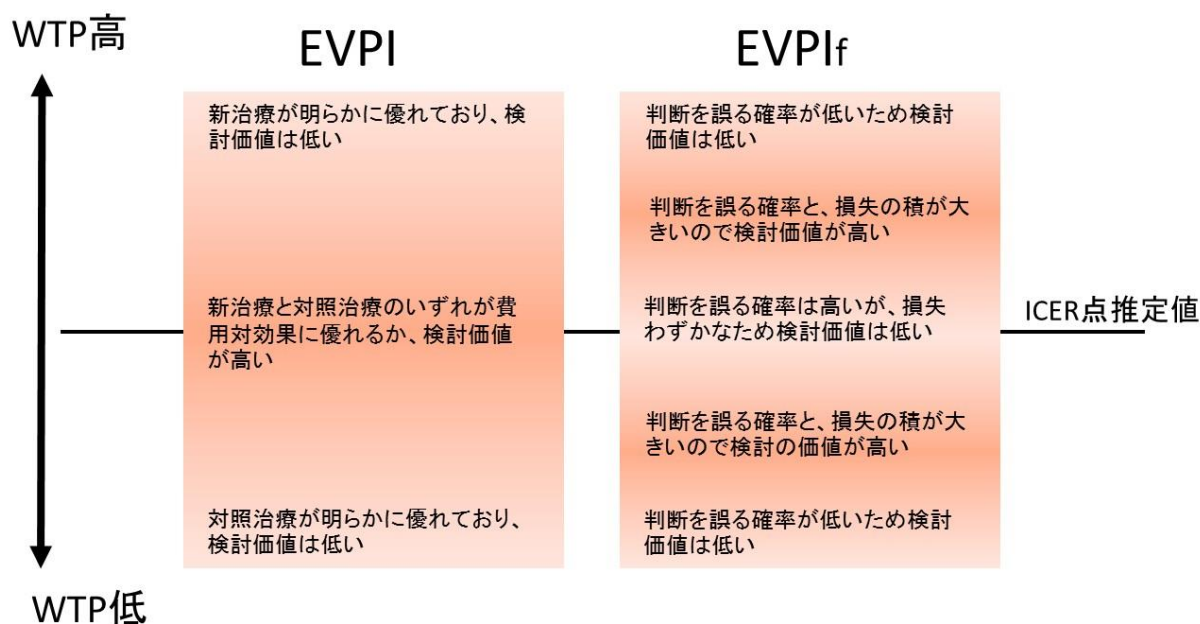 WTP高
EVPI
EVPIf
新治療が明らかに優れており、検
討価値は低い
判断を誤る確率が低いため検討
価値は低い
判断を誤る確率と、損失の積が大
きいので検討価値が高い
新治療と対照治療のいずれが費
用対効果に優れるか、検討価値
が高い
判断を誤る確率は高いが、損失
わずかなため検討価値は低い
ICER点推定値
判断を誤る確率と、損失の積が大
きいので検討の価値が高い
対照治療が明らかに優れており、
検討価値は低い
判断を誤る確率が低いため検討
価値は低い
WTP低